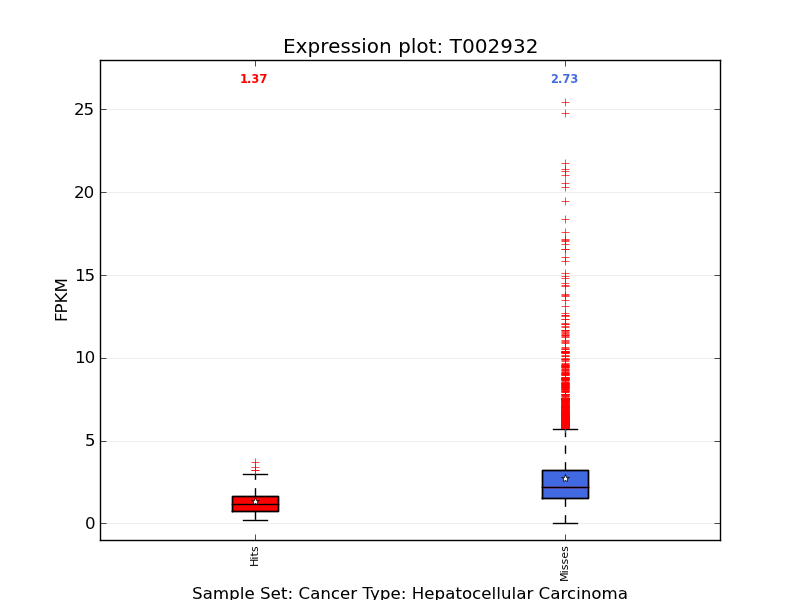 Expression plot: T002932
1.37
2.73
25
20
15
10
5
0
FPKM
Hits
Misses
Sample Set: Cancer Type: Hepatocellular Carcinoma